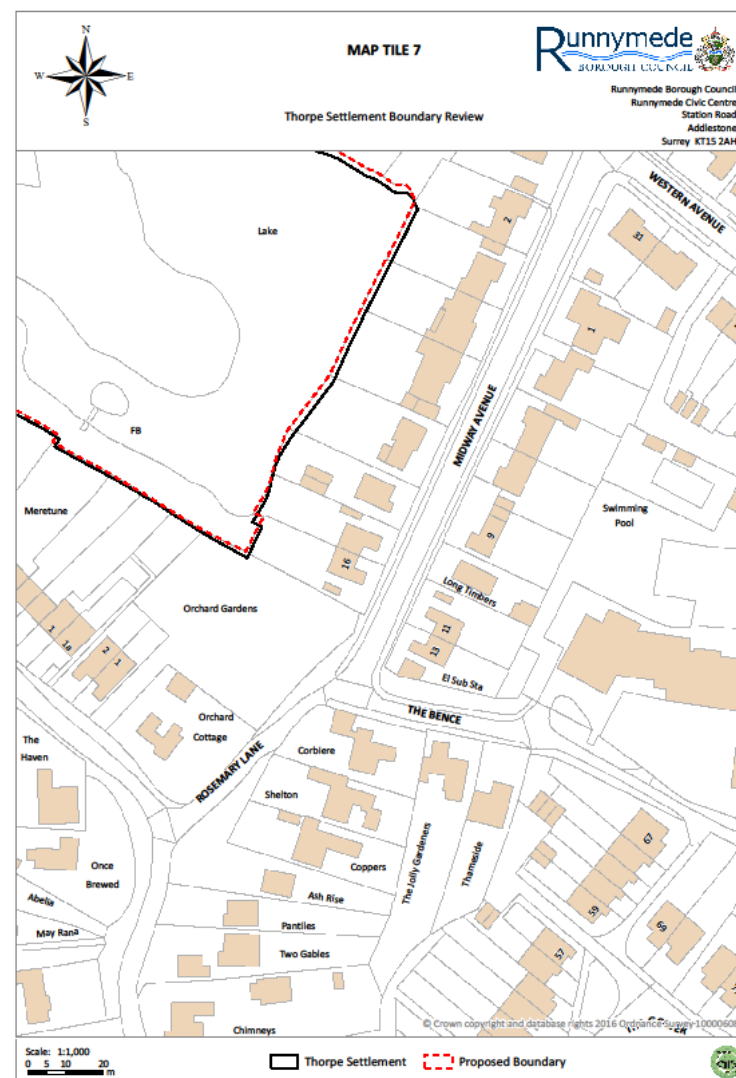 N
W E
S
MAP TILE 7
Thorpe Settlement Boundary Review
Runnymede
BOROUGH COUNCIL
Runnymede Borough Council
Runnymede Civic Centre
Station Road
Addlestone
Surrey KT15 2AH
WESTERN AVENUE
Lake
2
31
1
MIDWAY AVENUE
FB
Meretune
Swimming
Pool
9
16
Long Timbers
Orchard Gardens
11
13
1
1a
2
1
El Sub Sta
THE BENCE
Orchard
Cottage
ROSEMARY LANE
The
Haven
Corbiere
Shelton
Coppers
The Jolly Gardeners
Thameside
67
Once
Brewed
Abelia
Ash Rise
59
May Rana
Pantiles
69
Two Gables
57
Chimneys
© Crown copyright and database rights 2016 Ordnance Survey 10000608
Scale: 1:1,000
0 5 10 20
m
Thorpe Settlement
Proposed Boundary